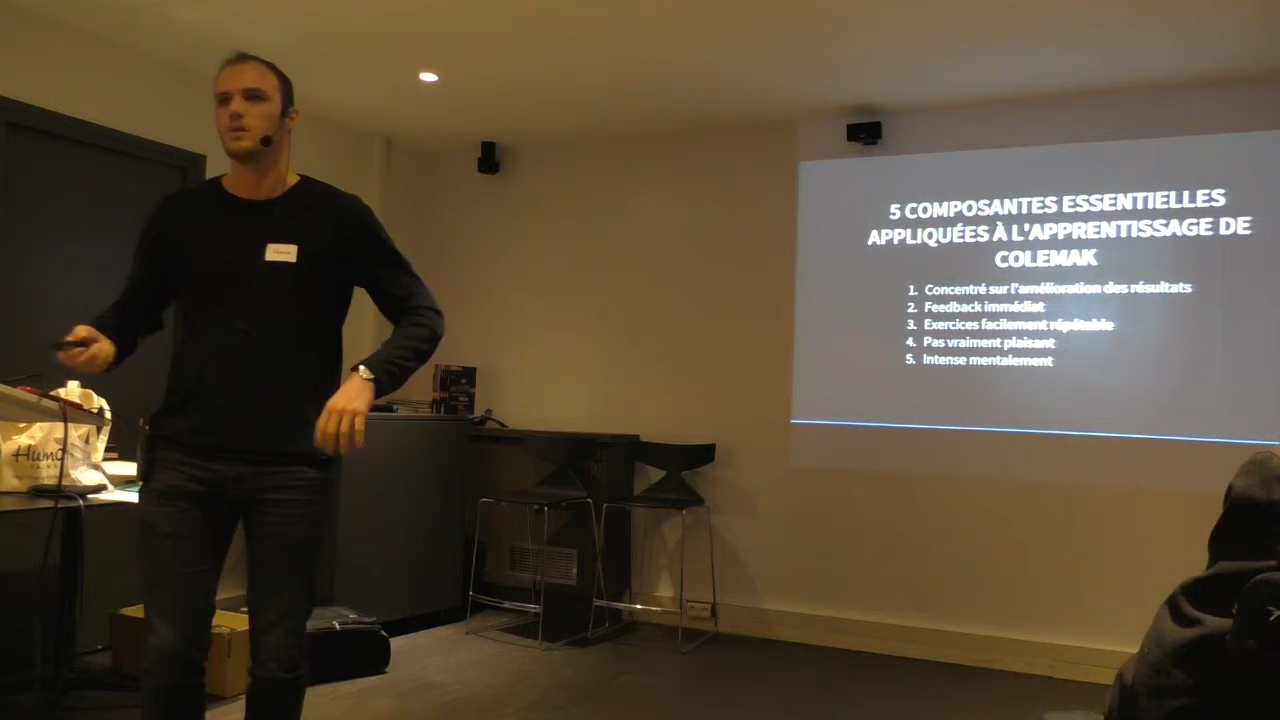 5 COMPOSANTES ESSENTIELLES
APPLIQUÉES À L'APPRENTISSAGE DE
COLEMAK
1. Concentré sur l'amélioration des résultats
2. Feedback immédiat
3. Exercices facilement répétable
4. Pas vraiment plaisant
5. Intense mentalement